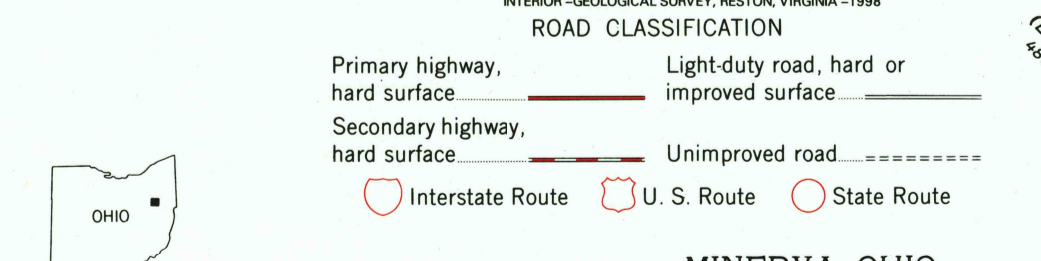 INTERIOR–GEOLOGICAL SURVEY, RESTON, VIRGINIA –1998
ROAD CLASSIFICATION
Primary highway, hard surface
Light-duty road, hard or improved surface
Secondary highway, hard surface
Unimproved road
Interstate Route U. S. Route State Route
OHIO
MINERVA, OHIO